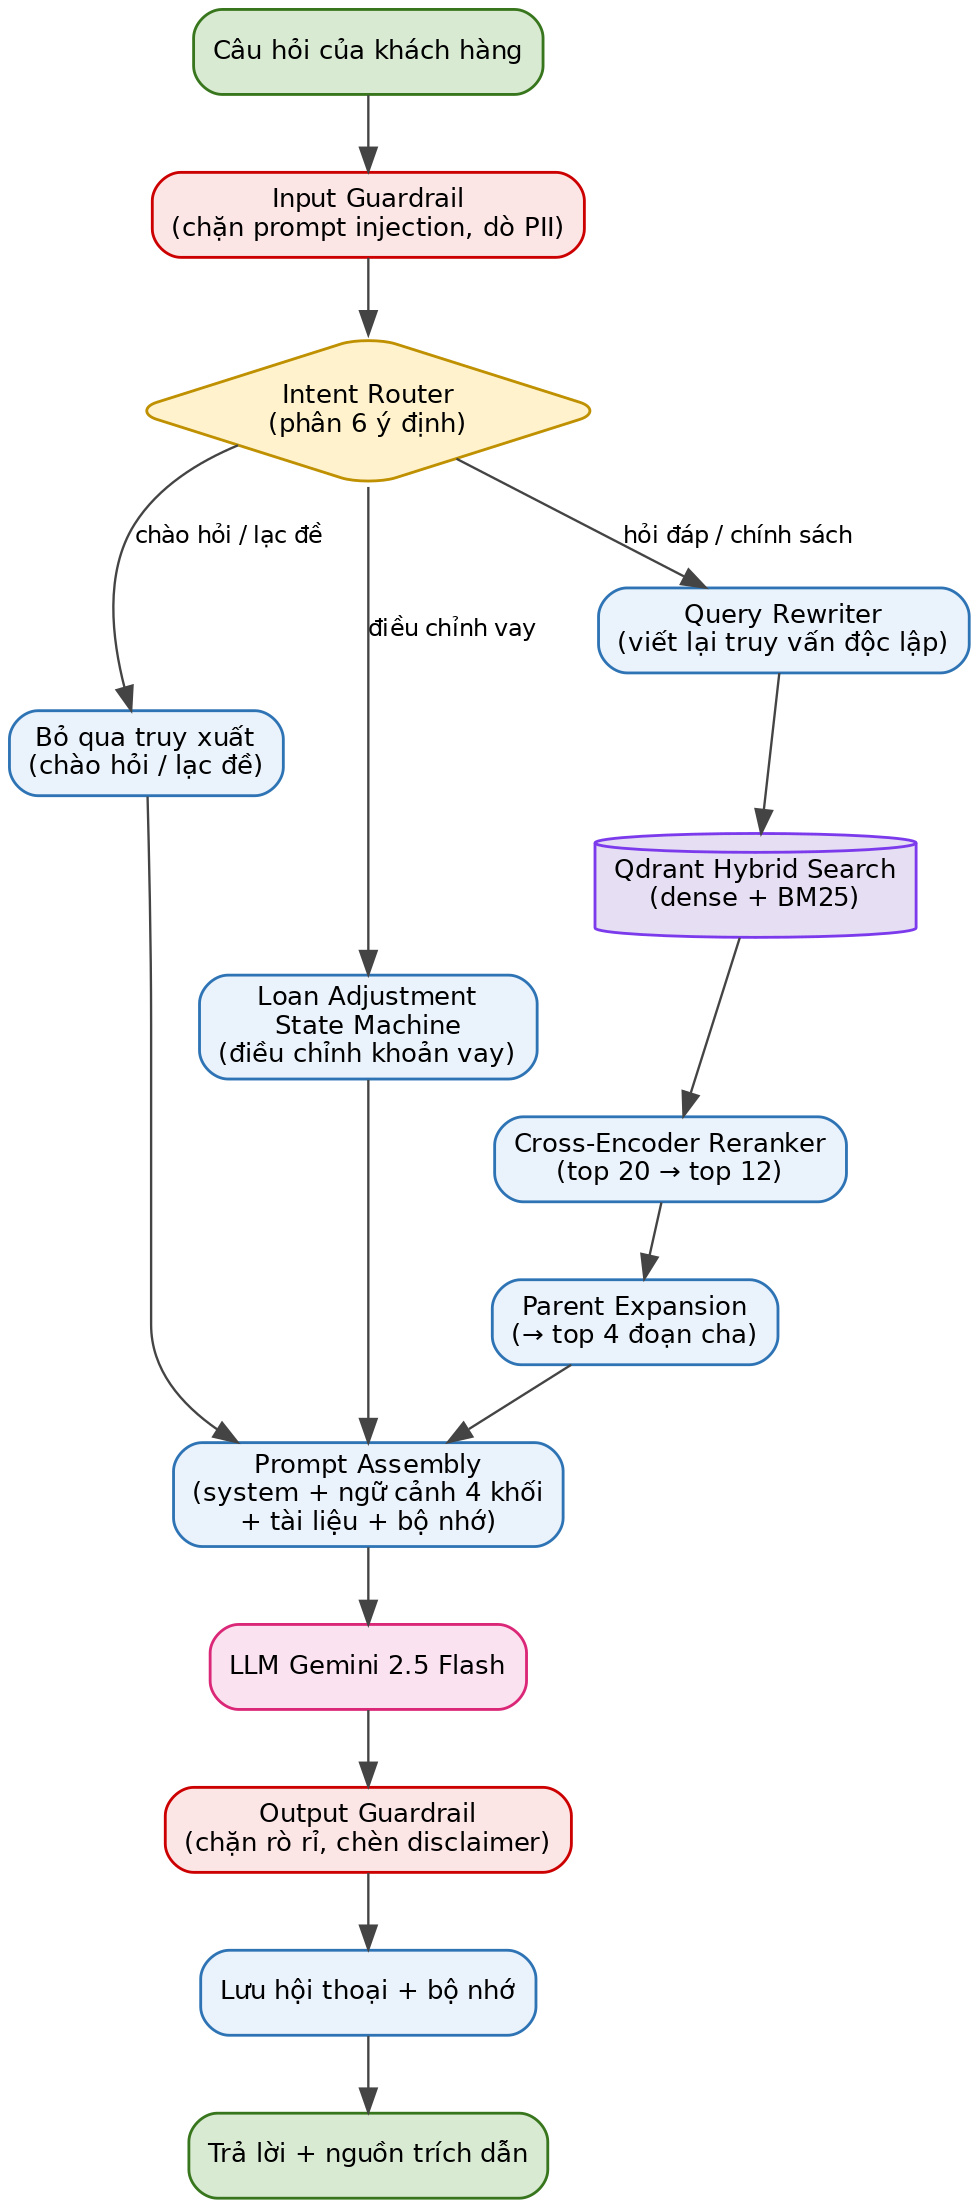 Câu hỏi của khách hàng
Input Guardrail
(chặn prompt injection, dò PII)
Intent Router
(phân 6 ý định)
chào hỏi / lạc đề
hỏi đáp / chính sách
điều chỉnh vay
Query Rewriter
(viết lại truy vấn độc lập)
Bỏ qua truy xuất
(chào hỏi / lạc đề)
Qdrant Hybrid Search
(dense + BM25)
Loan Adjustment
State Machine
(điều chỉnh khoản vay)
Cross-Encoder Reranker
(top 20 → top 12)
Parent Expansion
(→ top 4 đoạn cha)
Prompt Assembly
(system + ngữ cảnh 4 khối
+ tài liệu + bộ nhớ)
LLM Gemini 2.5 Flash
Output Guardrail
(chặn rò rỉ, chèn disclaimer)
Lưu hội thoại + bộ nhớ
Trả lời + nguồn trích dẫn